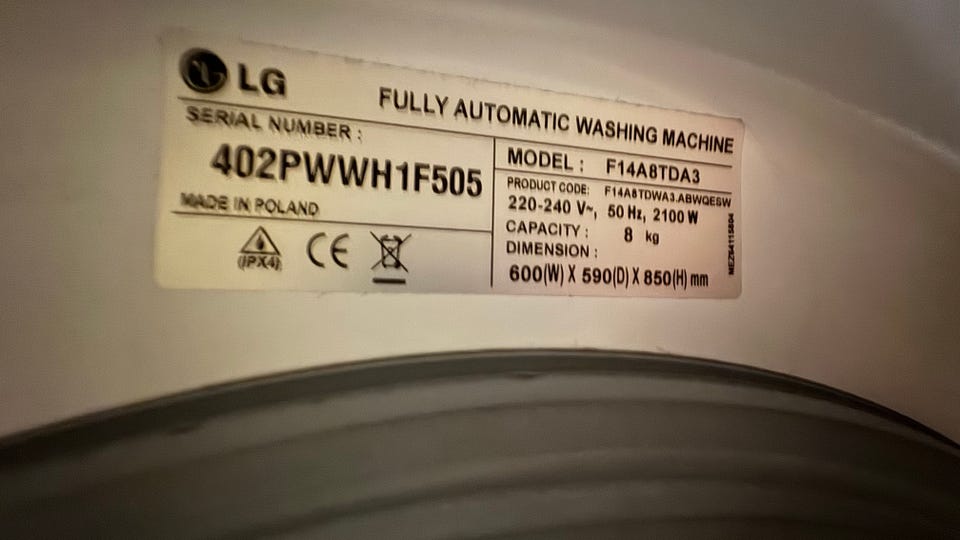 LG
FULLY AUTOMATIC WASHING MACHINE
SERIAL NUMBER :
402PWWH1F505
MADE IN POLAND
(IPX4)
CE
MODEL : F14A8TDA3
PRODUCT CODE: F14A8TDWA3.ABWQESW
220-240 V~, 50 Hz, 2100 W
CAPACITY : 8 kg
DIMENSION :
600(W) X 590(D) X 850(H) mm
MEZ64115604